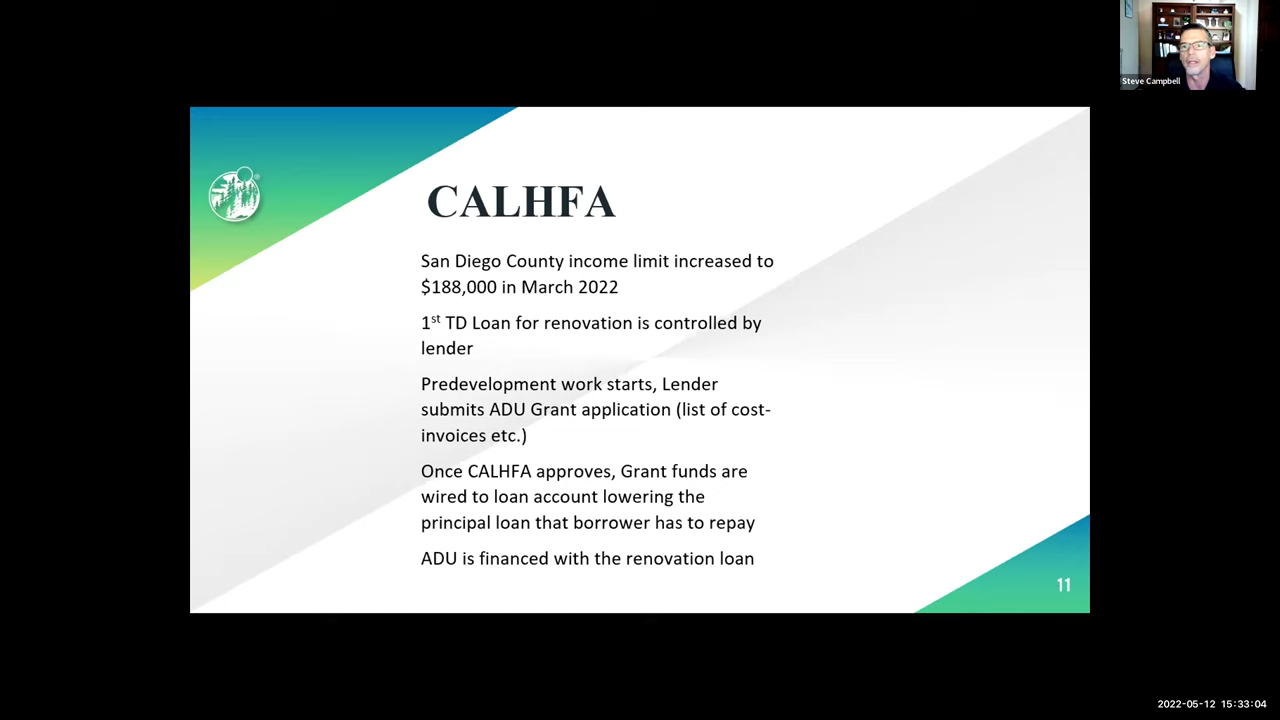 Steve Campbell
CALHFA
San Diego County income limit increased to
$188,000 in March 2022
1st TD Loan for renovation is controlled by
lender
Predevelopment work starts, Lender
submits ADU Grant application (list of cost-
invoices etc.)
Once CALHFA approves, Grant funds are
wired to loan account lowering the
principal loan that borrower has to repay
ADU is financed with the renovation loan
11
2022-05-12 15:33:04